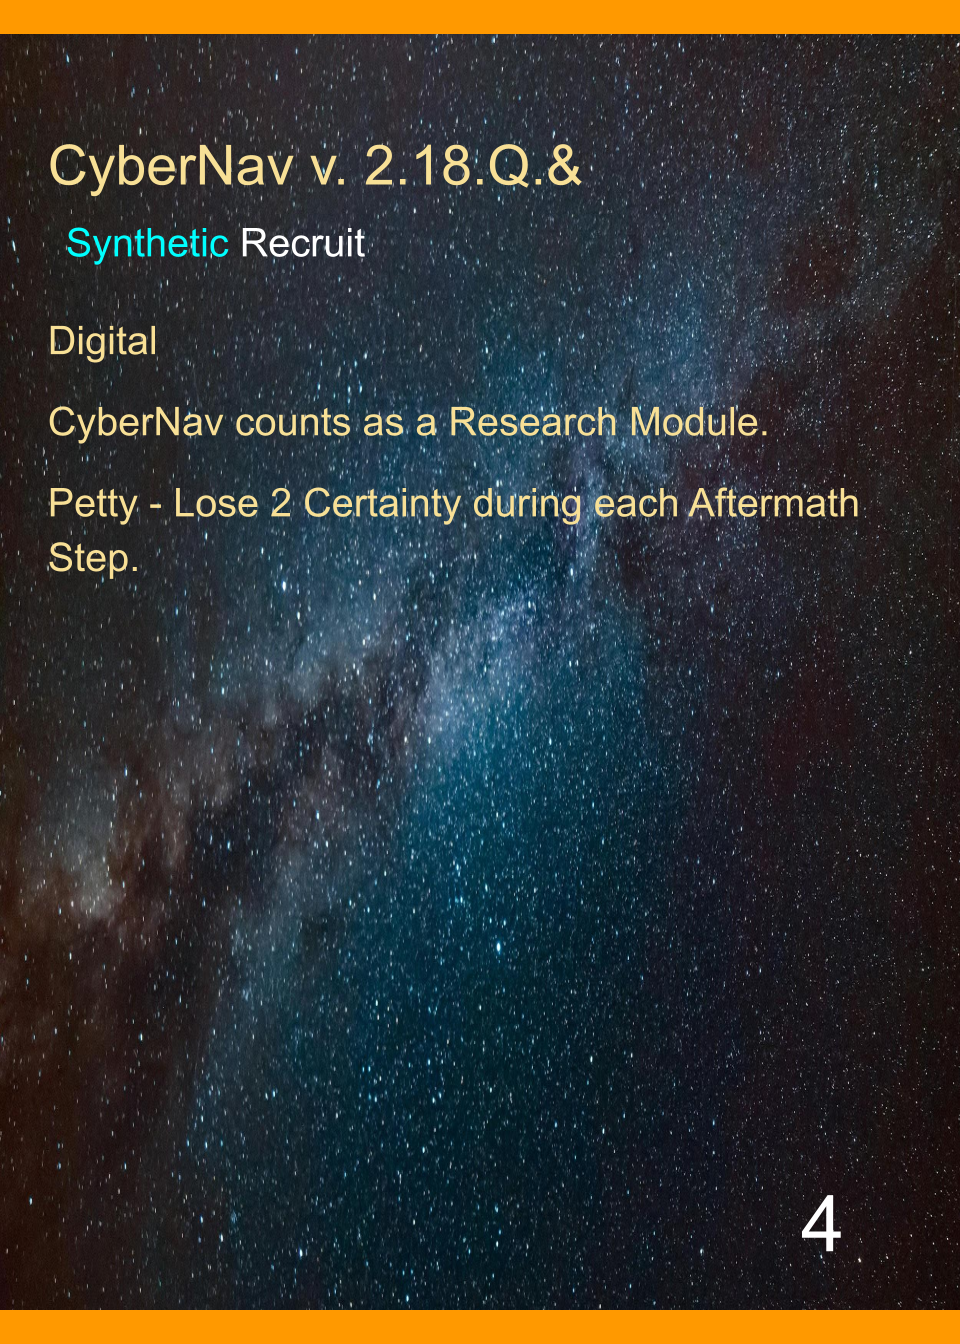 CyberNav v. 2.18.Q.&
Synthetic Recruit
Digital
CyberNav counts as a Research Module.
Petty - Lose 2 Certainty during each Aftermath
Step.
4